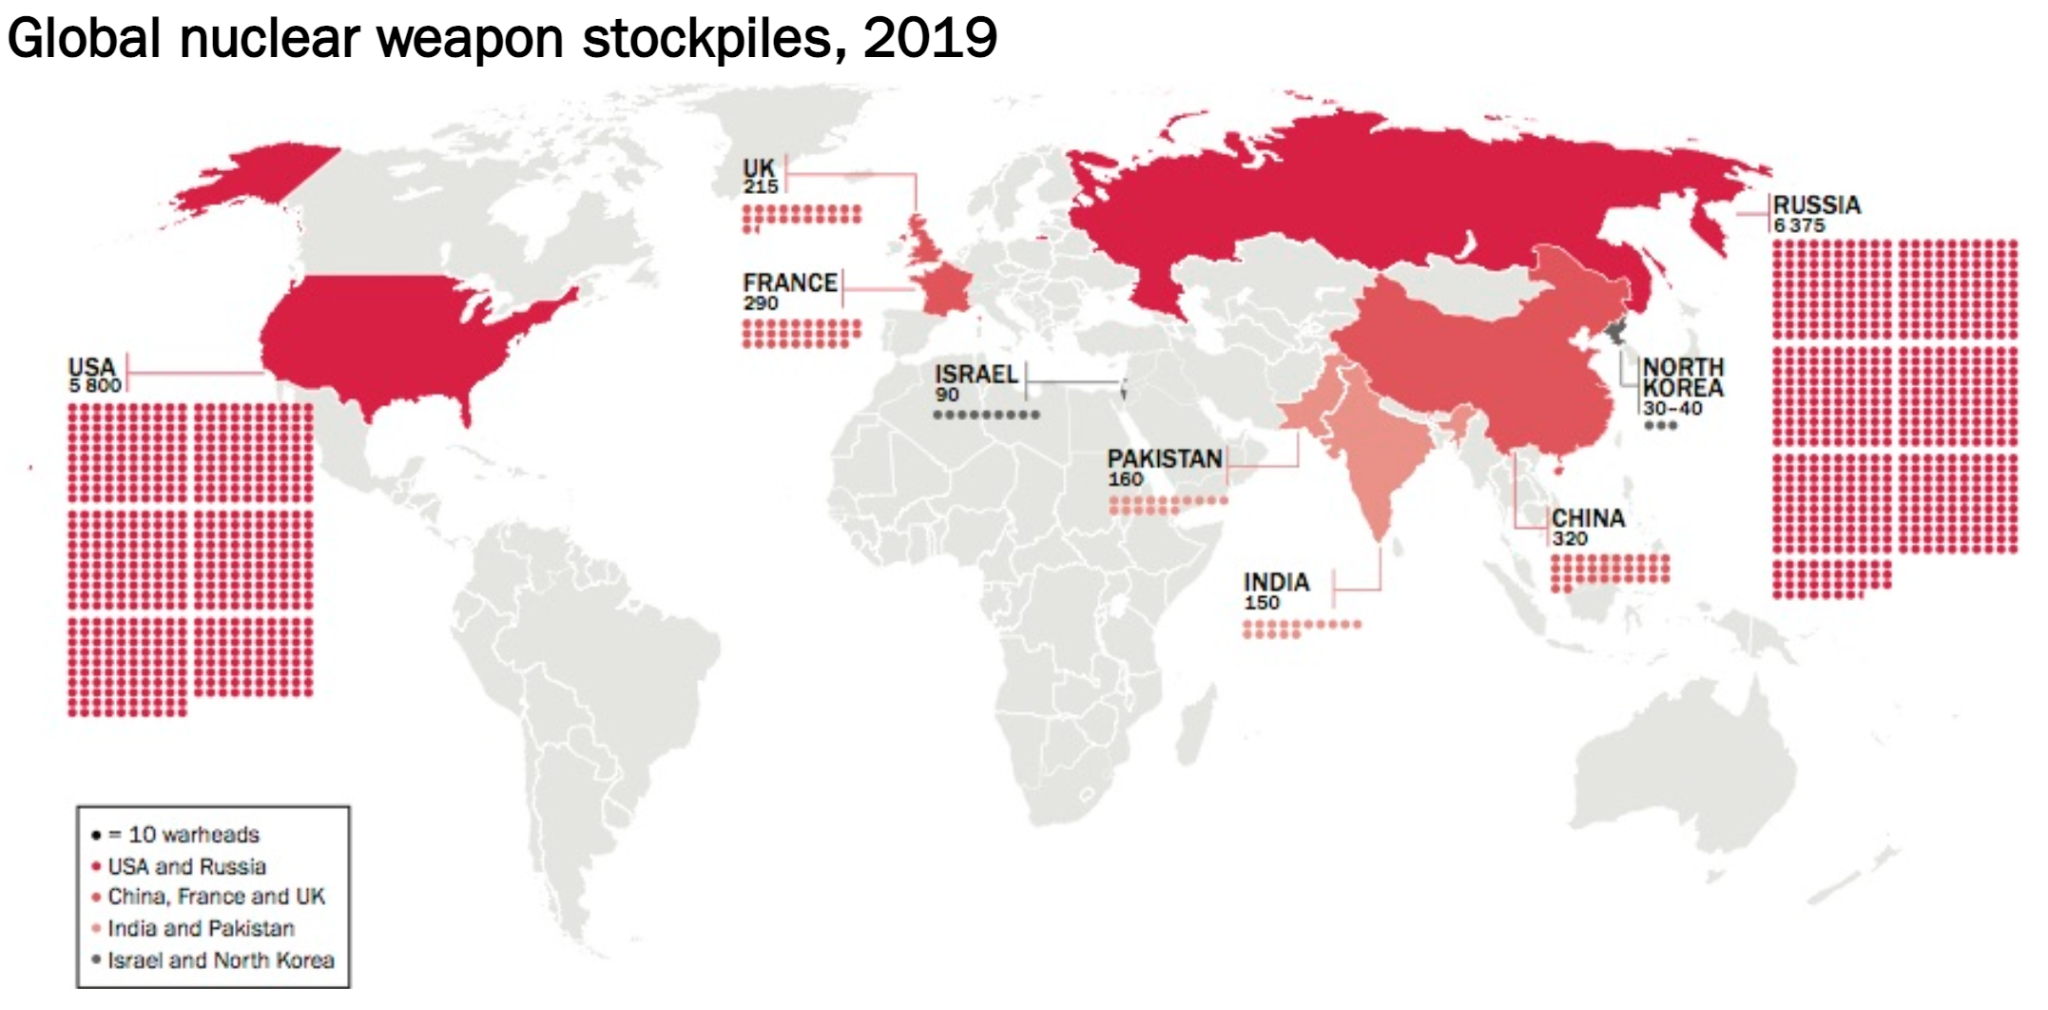 Global nuclear weapon stockpiles, 2019
UK
215
RUSSIA
6 375
FRANCE
290
USA
5 800
ISRAEL
90
NORTH
KOREA
30–40
PAKISTAN
160
CHINA
320
INDIA
150
• = 10 warheads
• USA and Russia
• China, France and UK
• India and Pakistan
• Israel and North Korea